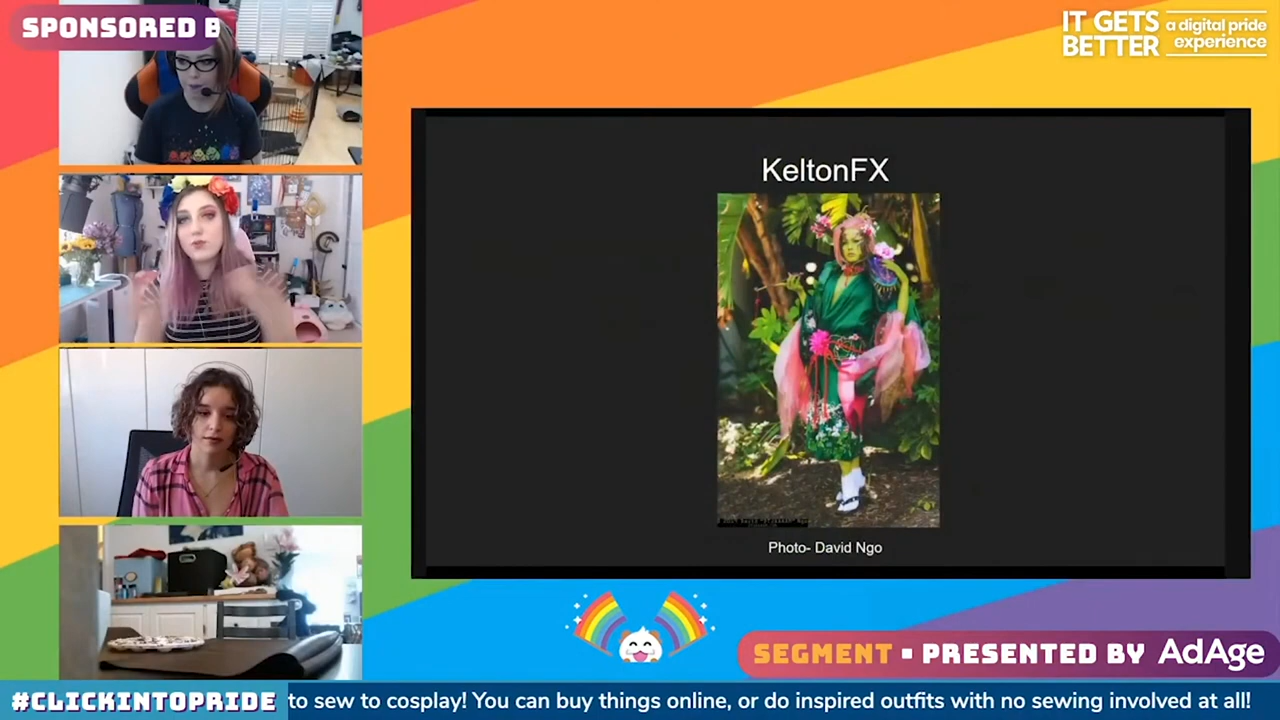 SPONSORED B
IT GETS
BETTER
a digital pride
experience
KeltonFX
Photo- David Ngo
SEGMENT ▪ PRESENTED BY AdAge
#CLICKINTOPRIDE
to sew to cosplay! You can buy things online, or do inspired outfits with no sewing involved at all!